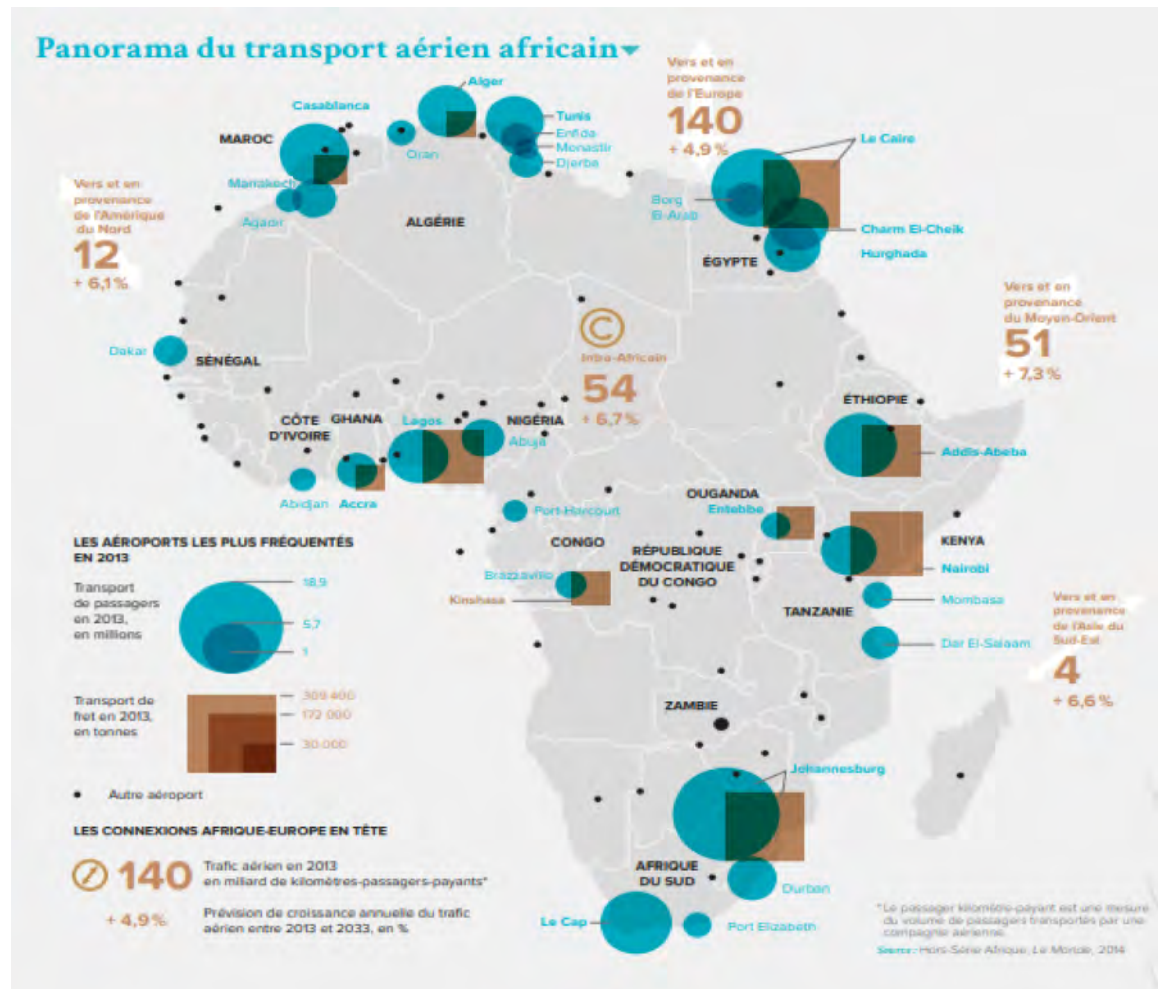 Panorama du transport aérien africain
Vers et en
provenance
de l'Europe
140
+ 4,9 %
Alger
Casablanca
Tunis
Enfida
Monastir
Djerba
Oran
MAROC
Le Caire
Marrakech
Agadir
ALGÉRIE
Borg
El-Arab
Charm El-Cheik
Hurghada
ÉGYPTE
Vers et en
provenance
de l'Amérique
du Nord
12
+ 6,1 %
Vers et en
provenance
du Moyen-Orient
51
+ 7,3 %
Intra-Africain
54
+ 6,7 %
Dakar
SÉNÉGAL
CÔTE
D'IVOIRE
GHANA
Lagos
NIGÉRIA
Abuja
ÉTHIOPIE
Addis-Abeba
Abidjan
Accra
Port-Harcourt
OUGANDA
Entebbe
KENYA
Nairobi
CONGO
RÉPUBLIQUE
DÉMOCRATIQUE
DU CONGO
Brazzaville
Kinshasa
Mombasa
TANZANIE
Dar El-Salaam
Vers et en
provenance
de l'Asie du
Sud-Est
4
+ 6,6 %
ZAMBIE
Johannesburg
AFRIQUE
DU SUD
Durban
Le Cap
Port Elizabeth
LES AÉROPORTS LES PLUS FRÉQUENTÉS
EN 2013
Transport
de passagers
en 2013,
en millions
18,9
5,7
1
Transport de
fret en 2013,
en tonnes
309 400
172 000
30 000
Autre aéroport
LES CONNEXIONS AFRIQUE-EUROPE EN TÊTE
140
Trafic aérien en 2013
en miliard de kilomètres-passagers-payants*
+ 4,9 %
Prévision de croissance annuelle du trafic
aérien entre 2013 et 2033, en %
*Le passager kilomètre-payant est une mesure
du volume de passagers transportés par une
compagnie aérienne.
Source: Hors-Série Afrique, Le Monde, 2014